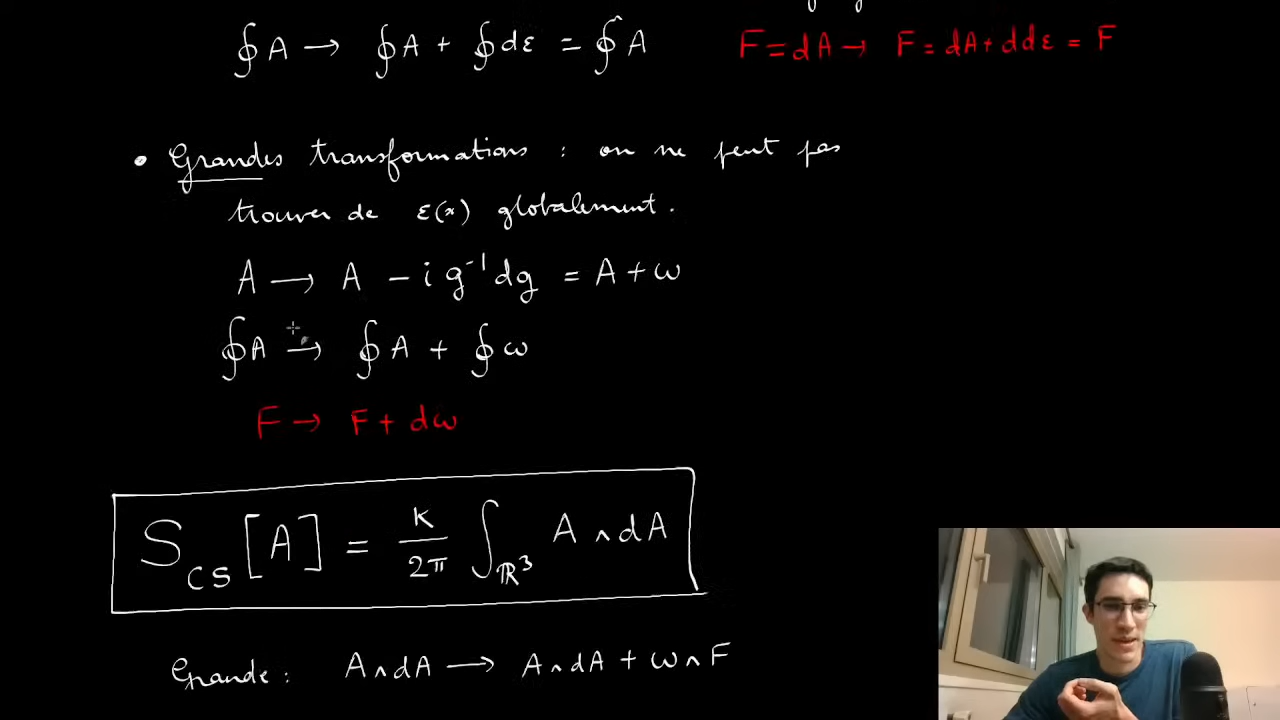 ∮A → ∮A + ∮dε = ∮A
F = dA → F = dA + ddε = F
• Grandes transformations : on ne peut pas
trouver de ε(x) globalement.
A → A - i g⁻¹dg = A + ω
∮A → ∮A + ∮ω
F → F + dω
S_CS[A] = K/2π ∫_ℝ³ A ∧ dA
Grande : A ∧ dA → A ∧ dA + ω ∧ F